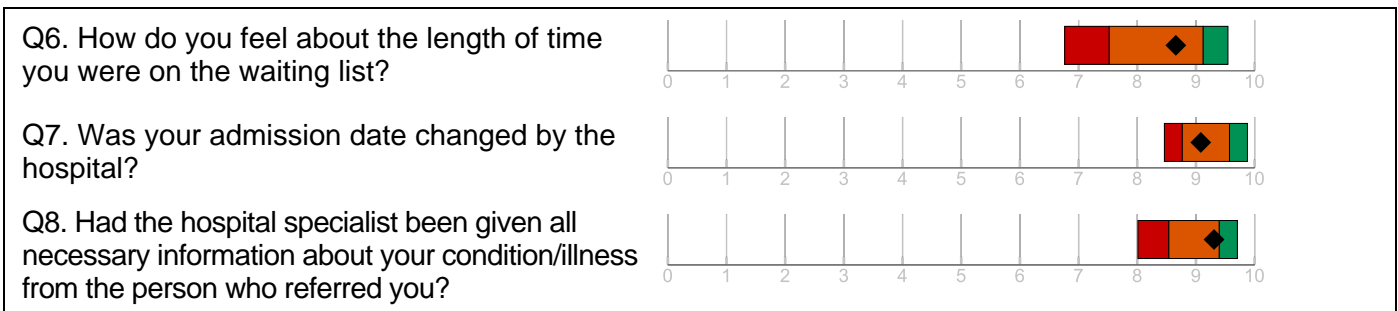 Q6. How do you feel about the length of time
you were on the waiting list?
0 1 2 3 4 5 6 7 8 9 10
Q7. Was your admission date changed by the
hospital?
0 1 2 3 4 5 6 7 8 9 10
Q8. Had the hospital specialist been given all
necessary information about your condition/illness
from the person who referred you?
0 1 2 3 4 5 6 7 8 9 10